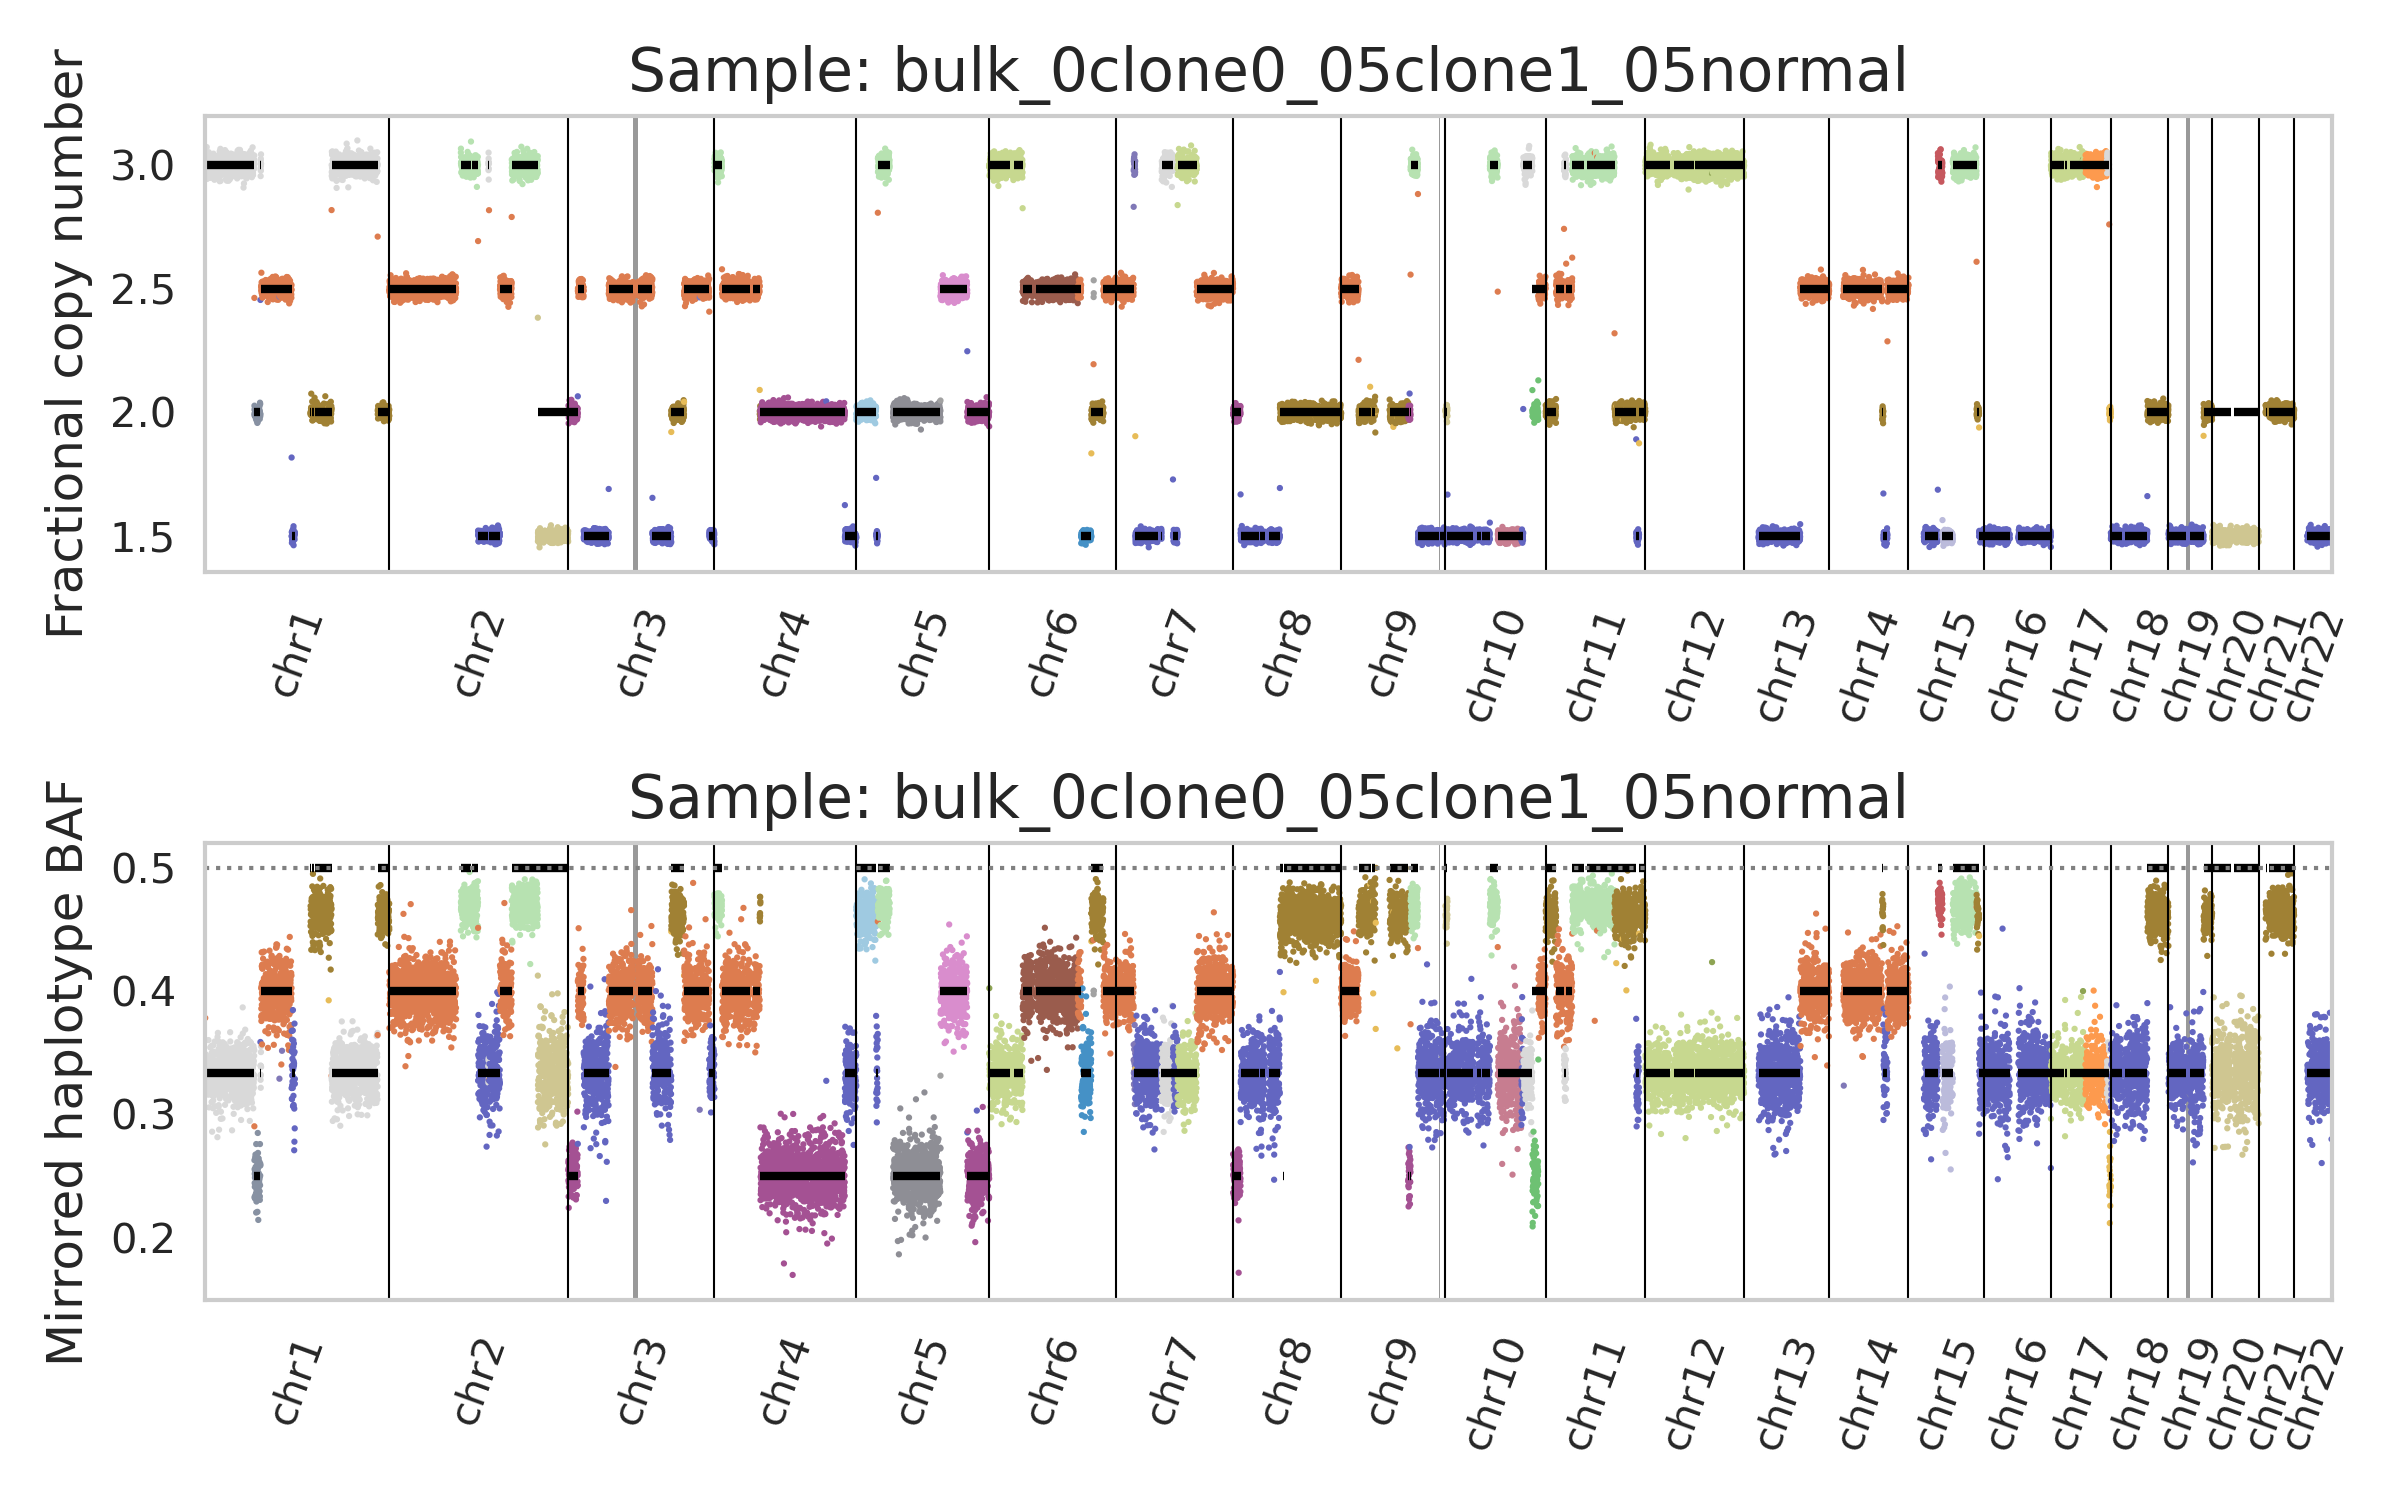 Sample: bulk_0clone0_05clone1_05normal
Fractional copy number
3.0
2.5
2.0
1.5
chr1 chr2 chr3 chr4 chr5 chr6 chr7 chr8 chr9 chr10 chr11 chr12 chr13 chr14 chr15 chr16 chr17 chr18 chr19 chr20 chr21 chr22
Sample: bulk_0clone0_05clone1_05normal
Mirrored haplotype BAF
0.5
0.4
0.3
0.2
chr1 chr2 chr3 chr4 chr5 chr6 chr7 chr8 chr9 chr10 chr11 chr12 chr13 chr14 chr15 chr16 chr17 chr18 chr19 chr20 chr21 chr22